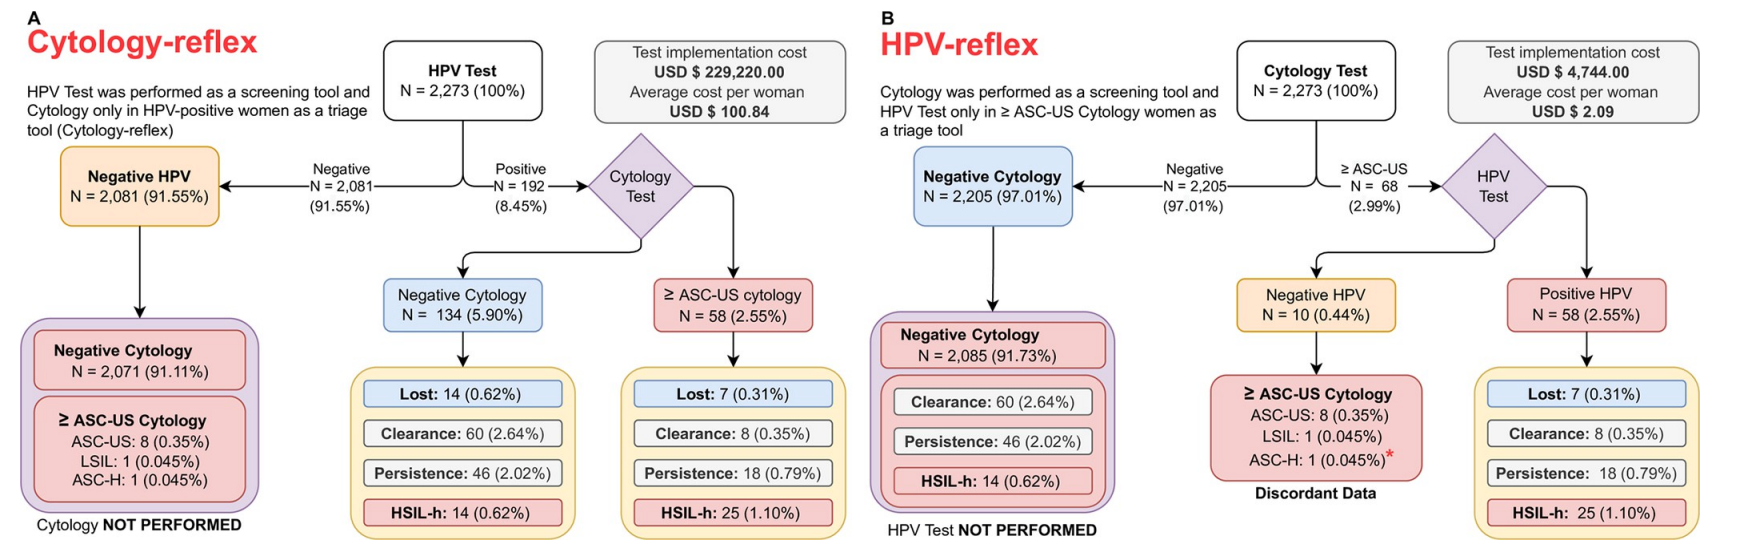 A
Cytology-reflex
HPV Test was performed as a screening tool and
Cytology only in HPV-positive women as a triage
tool (Cytology-reflex)
HPV Test
N = 2,273 (100%)
Test implementation cost
USD $ 229,220.00
Average cost per woman
USD $ 100.84
Negative HPV
N = 2,081 (91.55%)
Negative
N = 2,081
(91.55%)
Positive
N = 192
(8.45%)
Cytology
Test
Negative Cytology
N = 134 (5.90%)
≥ ASC-US cytology
N = 58 (2.55%)
Negative Cytology
N = 2,071 (91.11%)
≥ ASC-US Cytology
ASC-US: 8 (0.35%)
LSIL: 1 (0.045%)
ASC-H: 1 (0.045%)
Cytology NOT PERFORMED
Lost: 14 (0.62%)
Clearance: 60 (2.64%)
Persistence: 46 (2.02%)
HSIL-h: 14 (0.62%)
Lost: 7 (0.31%)
Clearance: 8 (0.35%)
Persistence: 18 (0.79%)
HSIL-h: 25 (1.10%)
B
HPV-reflex
Cytology was performed as a screening tool and
HPV Test only in ≥ ASC-US Cytology women as
a triage tool
Cytology Test
N = 2,273 (100%)
Test implementation cost
USD $ 4,744.00
Average cost per woman
USD $ 2.09
Negative Cytology
N = 2,205 (97.01%)
Negative
N = 2,205
(97.01%)
≥ ASC-US
N = 68
(2.99%)
HPV
Test
Negative HPV
N = 10 (0.44%)
Positive HPV
N = 58 (2.55%)
Negative Cytology
N = 2,085 (91.73%)
Clearance: 60 (2.64%)
Persistence: 46 (2.02%)
HSIL-h: 14 (0.62%)
HPV Test NOT PERFORMED
≥ ASC-US Cytology
ASC-US: 8 (0.35%)
LSIL: 1 (0.045%)
ASC-H: 1 (0.045%)*
Discordant Data
Lost: 7 (0.31%)
Clearance: 8 (0.35%)
Persistence: 18 (0.79%)
HSIL-h: 25 (1.10%)